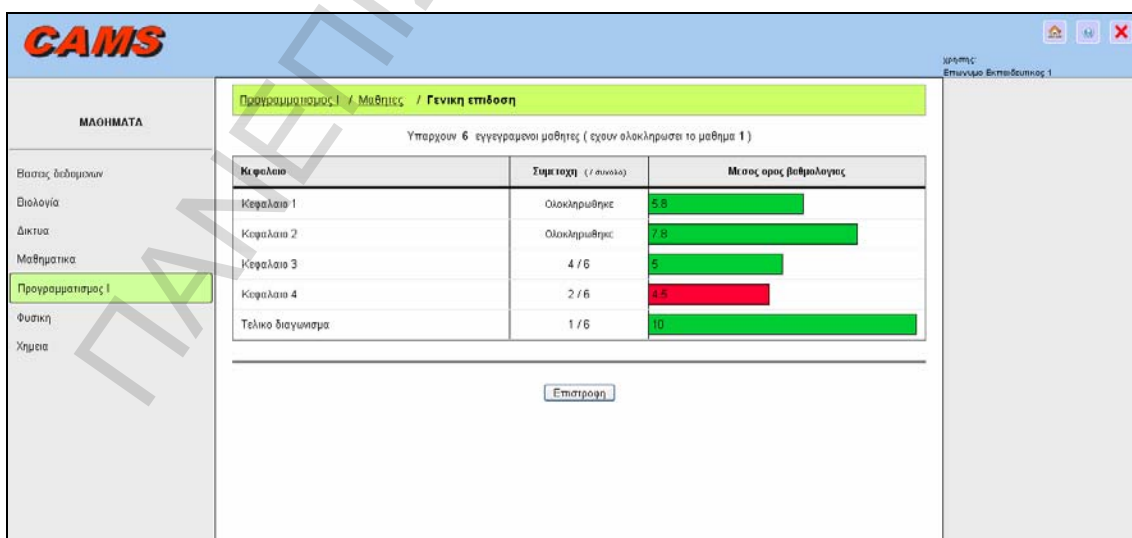 CAMS
χρήστης:
Επωνυμο Εκπαιδευτικος 1
ΜΑΘΗΜΑΤΑ
Βασεις δεδομενων
Βιολογία
Δικτυα
Μαθηματικα
Προγραμματισμος Ι
Φυσικη
Χημεια
Προγραμματισμος Ι / Μαθητες / Γενικη επιδοση
Υπαρχουν 6 εγγεγραμενοι μαθητες ( εχουν ολοκληρωσει το μαθημα 1 )
Κεφαλαιο Συμετοχη ( / συνολο) Μεσος ορος βαθμολογιας
Κεφαλαιο 1 Ολοκληρωθηκε 5.8
Κεφαλαιο 2 Ολοκληρωθηκε 7.8
Κεφαλαιο 3 4 / 6 5
Κεφαλαιο 4 2 / 6 4.5
Τελικο διαγωνισμα 1 / 6 10
Επιστροφη
ΠΑΝΕΠ